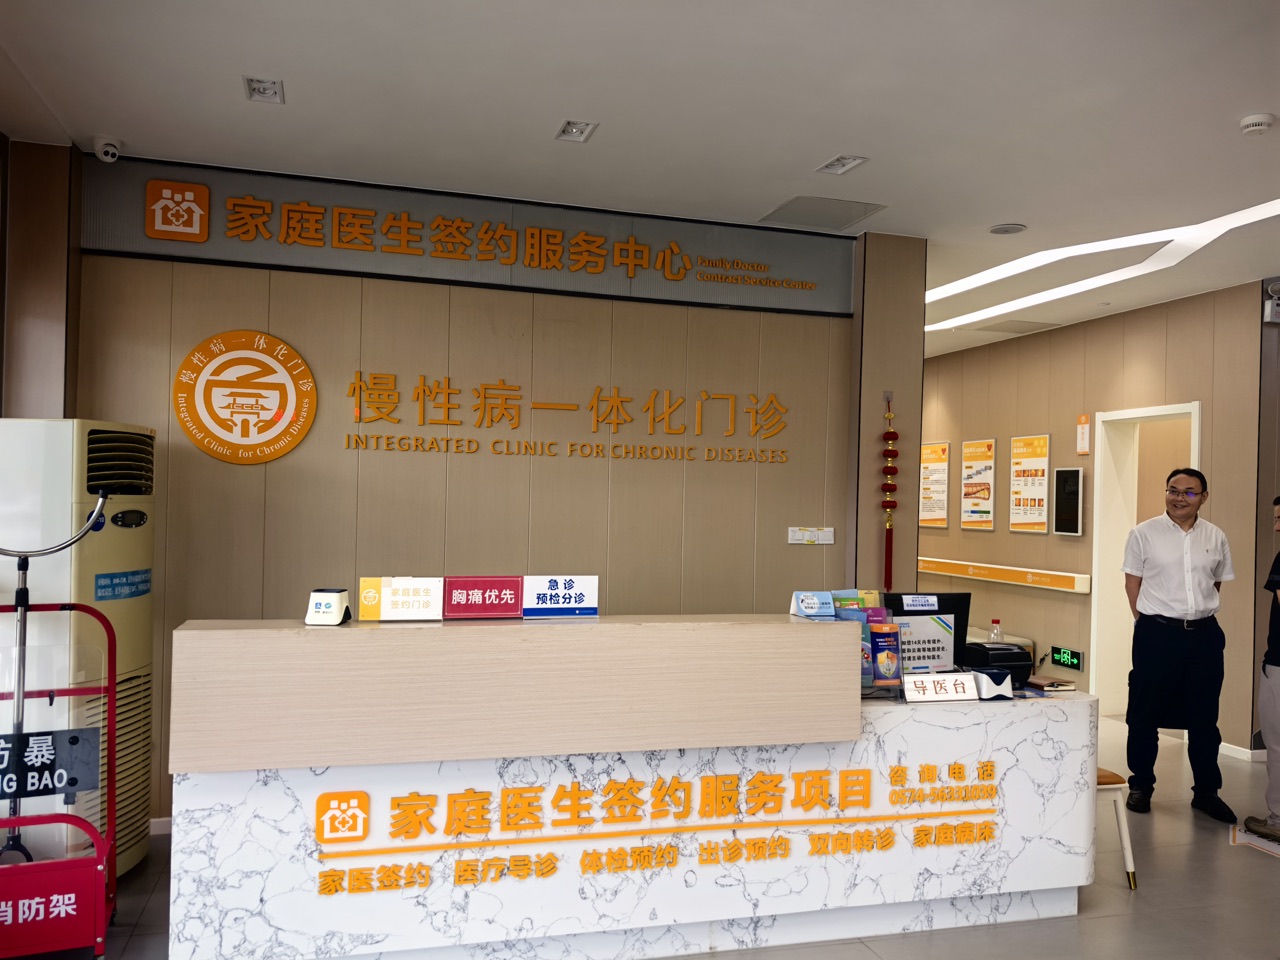 家庭医生签约服务中心
Family Doctor
Contract Service Center
慢性病一体化门诊
Integrated Clinic for Chronic Diseases
ICCD
慢性病一体化门诊
INTEGRATED CLINIC FOR CHRONIC DISEASES
家庭医生
签约门诊
胸痛优先
急诊
预检分诊
导医台
家庭医生签约服务项目
咨询电话
家医签约 医疗导诊 体检预约 出诊预约 双向转诊 家庭病床
防暴
NG BAO
消防架